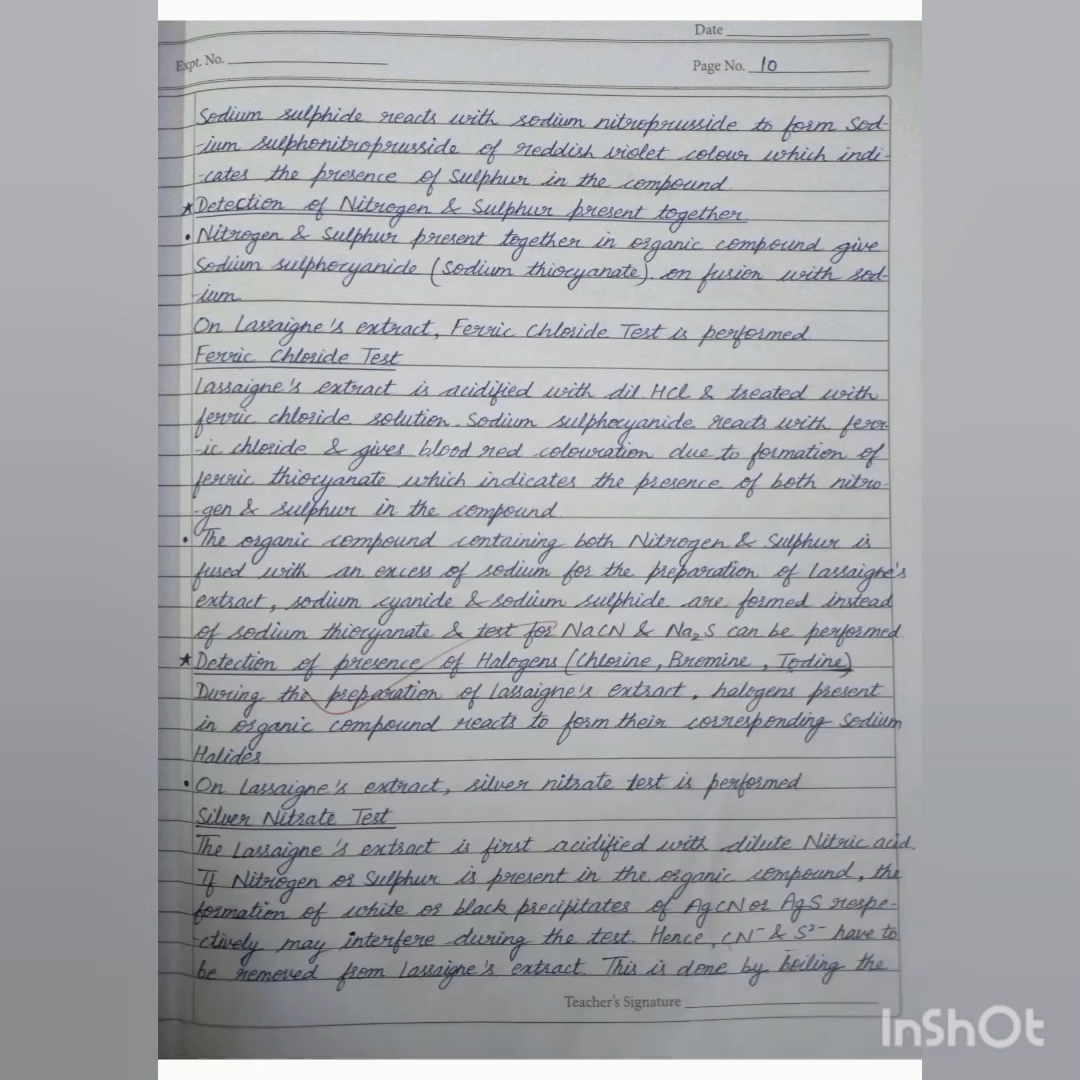 Date
Expt. No.
Page No. 10
Sodium sulphide reacts with sodium nitroprusside to form Sod-
-ium sulphonitroprusside of reddish violet colour which indi-
-cates the presence of Sulphur in the compound
★ Detection of Nitrogen & Sulphur present together
• Nitrogen & Sulphur present together in organic compound give
Sodium sulphocyanide (Sodium thiocyanate) on fusion with sod-
-ium
On Lassaigne's extract, Ferric Chloride Test is performed
Ferric Chloride Test
Lassaigne's extract is acidified with dil. HCl & treated with
ferric chloride solution. Sodium sulphocyanide reacts with ferr-
-ic chloride & gives blood red colouration due to formation of
ferric thiocyanate which indicates the presence of both nitro-
-gen & sulphur in the compound
• The organic compound containing both Nitrogen & Sulphur is
fused with an excess of sodium for the preparation of Lassaigne's
extract, sodium cyanide & sodium sulphide are formed instead
of sodium thiocyanate & test for NaCN & Na₂S can be performed
★ Detection of presence of Halogens (Chlorine, Bromine, Iodine)
During the preparation of Lassaigne's extract, halogens present
in organic compound reacts to form their corresponding Sodium
Halides
• On Lassaigne's extract, silver nitrate test is performed
Silver Nitrate Test
The Lassaigne's extract is first acidified with dilute Nitric acid.
If Nitrogen or Sulphur is present in the organic compound, the
formation of white or black precipitates of AgCN or AgS respe-
-ctively may interfere during the test. Hence, CN⁻ & S²⁻ have to
be removed from Lassaigne's extract. This is done by boiling the
Teacher's Signature
InShOt